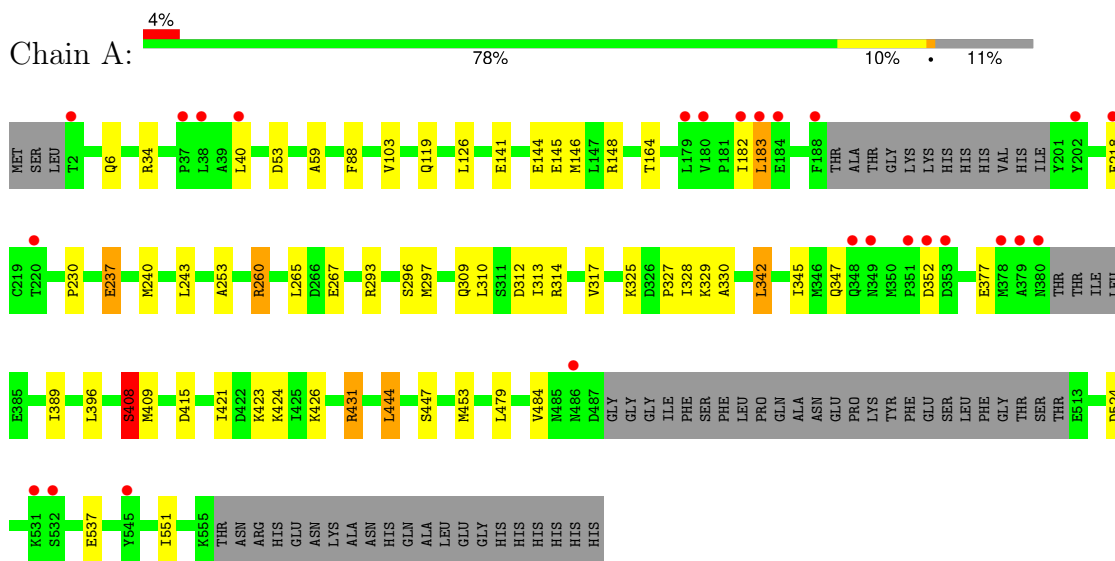 4%
Chain A:
78% 10% • 11%
MET SER LEU T2 Q6 R34 P37 L38 A39 L40 D53 A59 F88 V103 Q119 L126 E141 E144 E145 M146 L147 R148 T164 L179 V180 P181 I182 L183 E184 F188 THR ALA THR GLY LYS LYS HIS HIS HIS VAL HIS ILE Y201 Y202 E218
C219 T220 P230 E237 M240 L243 A253 R260 L265 D266 E267 R293 S296 M297 Q309 L310 S311 D312 I313 R314 V317 K325 D326 P327 I328 K329 A330 L342 I345 M346 Q347 Q348 N349 M350 P351 D352 D353 E377 M378 A379 N380 THR THR ILE LEU
E385 I389 L396 S408 M409 D415 I421 D422 K423 K424 I425 K426 R431 L444 S447 M453 L479 V484 N485 N486 D487 GLY GLY GLY ILE PHE SER PHE LEU PRO GLN ALA ASN GLU PRO LYS TYR PHE GLU SER LEU PHE GLY THR SER THR E513
K531 S532 E537 Y545 I551 K555 THR ASN ARG HIS GLU ASN LYS ALA ASN HIS GLN ALA LEU GLU GLY HIS HIS HIS HIS HIS HIS